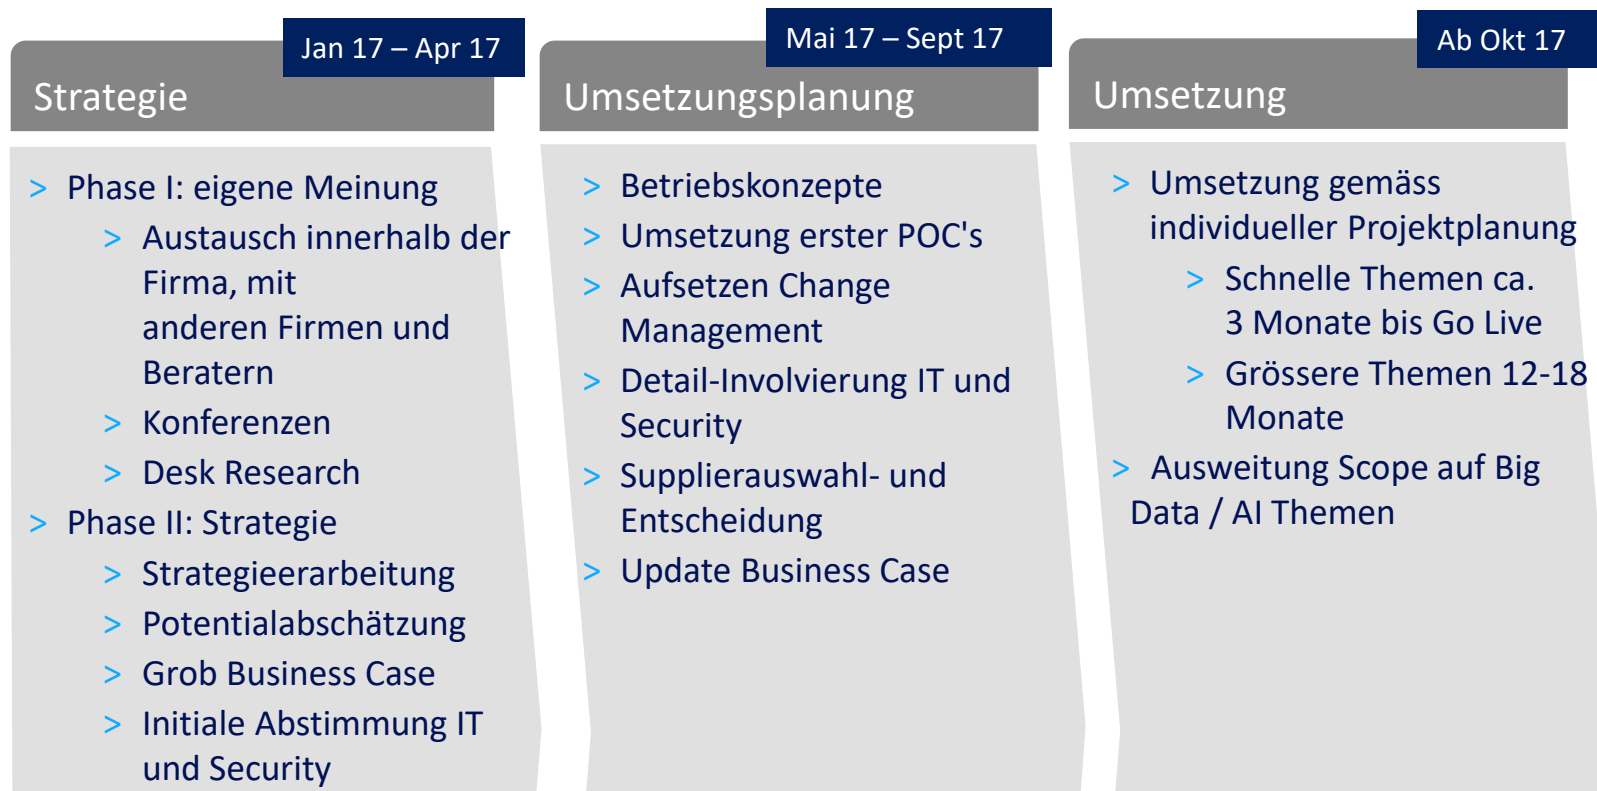 Jan 17 – Apr 17
Strategie
> Phase I: eigene Meinung
> Austausch innerhalb der
Firma, mit
anderen Firmen und
Beratern
> Konferenzen
> Desk Research
> Phase II: Strategie
> Strategieerarbeitung
> Potentialabschätzung
> Grob Business Case
> Initiale Abstimmung IT
und Security
Mai 17 – Sept 17
Umsetzungsplanung
> Betriebskonzepte
> Umsetzung erster POC's
> Aufsetzen Change
Management
> Detail-Involvierung IT und
Security
> Supplierauswahl- und
Entscheidung
> Update Business Case
Ab Okt 17
Umsetzung
> Umsetzung gemäss
individueller Projektplanung
> Schnelle Themen ca.
3 Monate bis Go Live
> Grössere Themen 12-18
Monate
> Ausweitung Scope auf Big
Data / AI Themen